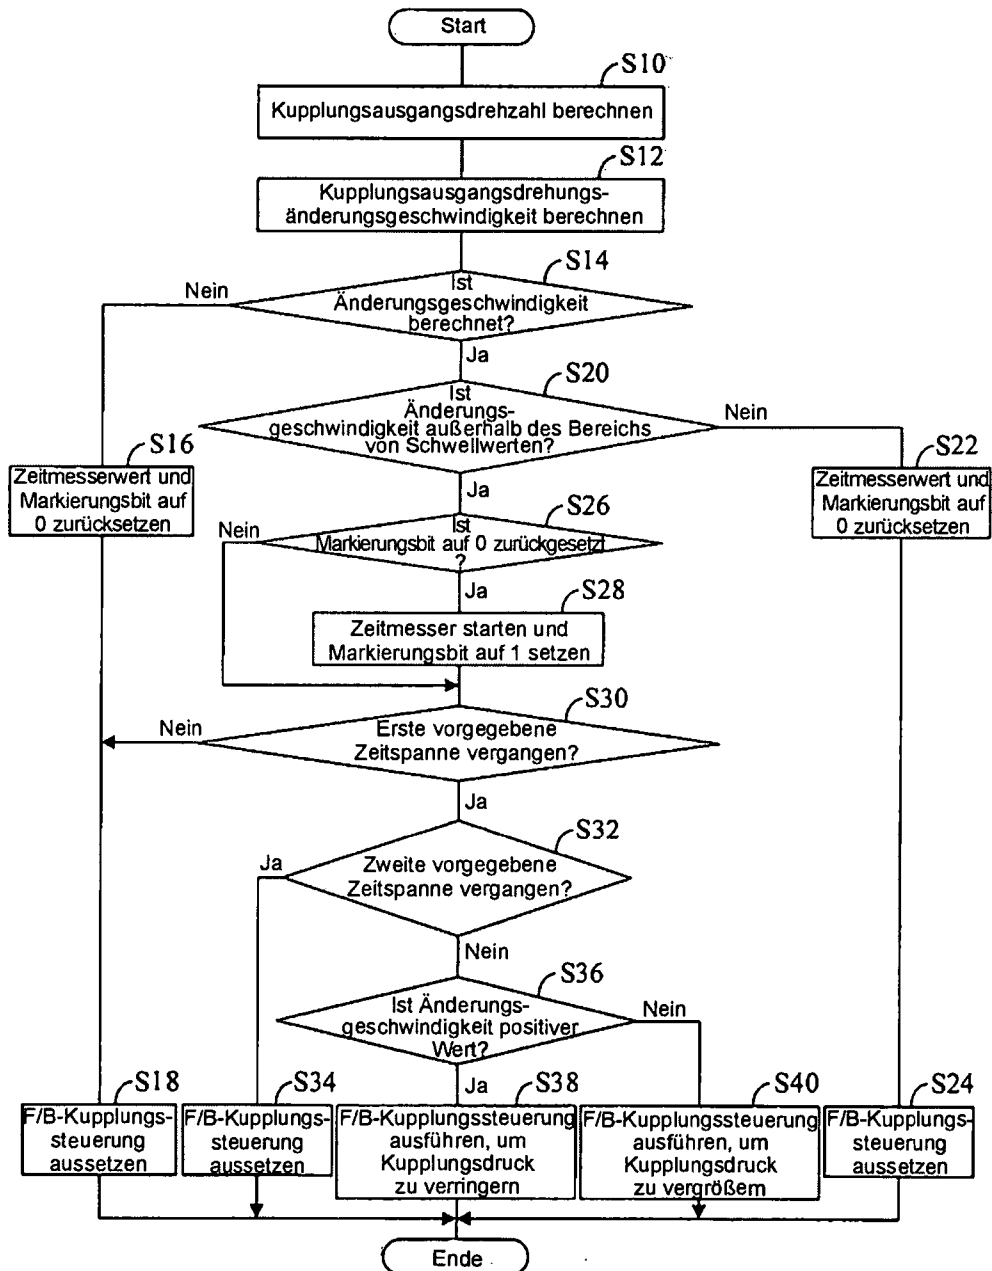 Start
S10
Kupplungsausgangsdrehzahl berechnen
S12
Kupplungsausgangsdrehungs-
änderungsgeschwindigkeit berechnen
S14
Ist
Änderungsgeschwindigkeit
berechnet?
Nein
Ja
S20
Ist
Änderungs-
geschwindigkeit außerhalb des Bereichs
von Schwellwerten?
Nein
Ja
S16
Zeitmesserwert und
Markierungsbit auf
0 zurücksetzen
S22
Zeitmesserwert und
Markierungsbit auf
0 zurücksetzen
S26
Ist
Markierungsbit auf 0 zurückgesetzt
?
Nein
Ja
S28
Zeitmesser starten und
Markierungsbit auf 1 setzen
S30
Erste vorgegebene
Zeitspanne vergangen?
Nein
Ja
S32
Zweite vorgegebene
Zeitspanne vergangen?
Ja
Nein
S36
Ist Änderungs-
geschwindigkeit positiver
Wert?
Nein
Ja
S18
F/B-Kupplungs-
steuerung
aussetzen
S34
F/B-Kupplungs-
steuerung
aussetzen
S38
F/B-Kupplungssteuerung
ausführen, um
Kupplungsdruck
zu verringern
S40
F/B-Kupplungssteuerung
ausführen, um
Kupplungsdruck
zu vergrößern
S24
F/B-Kupplungs-
steuerung
aussetzen
Ende